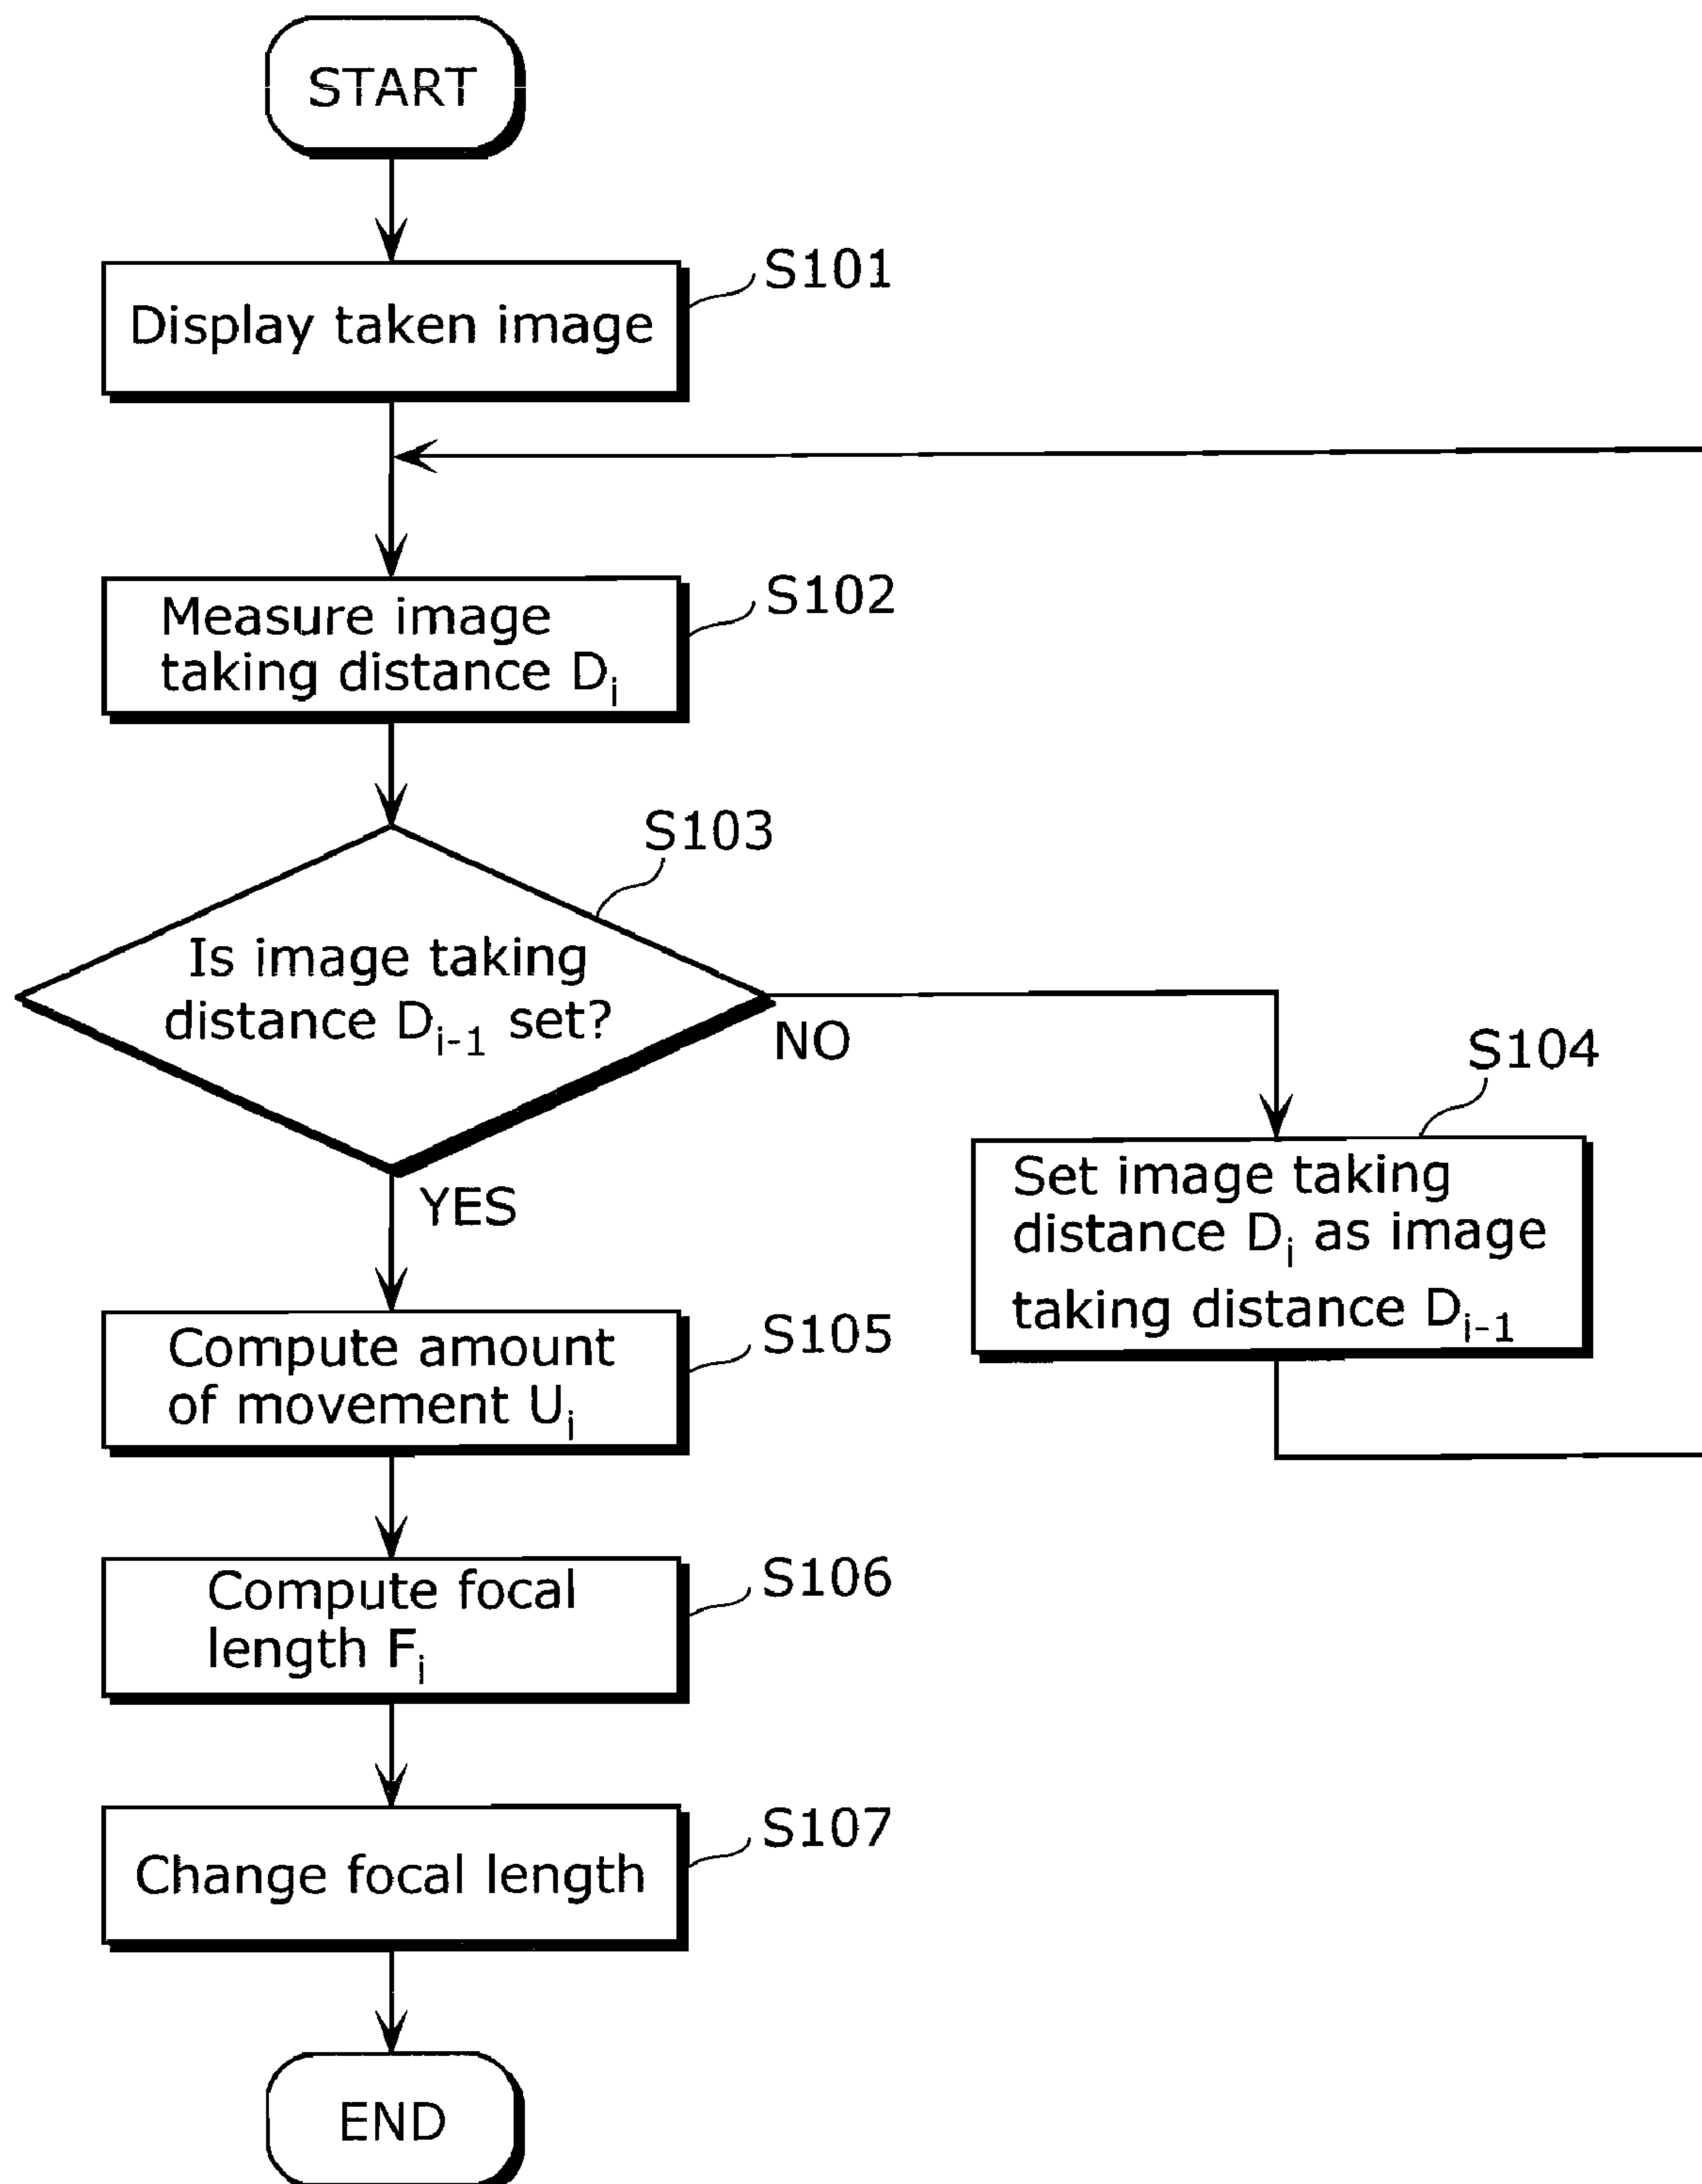 START
S101
Display taken image
S102
Measure image
taking distance Di
S103
Is image taking
distance Di-1 set?
NO
YES
S104
Set image taking
distance Di as image
taking distance Di-1
S105
Compute amount
of movement Ui
S106
Compute focal
length Fi
S107
Change focal length
END